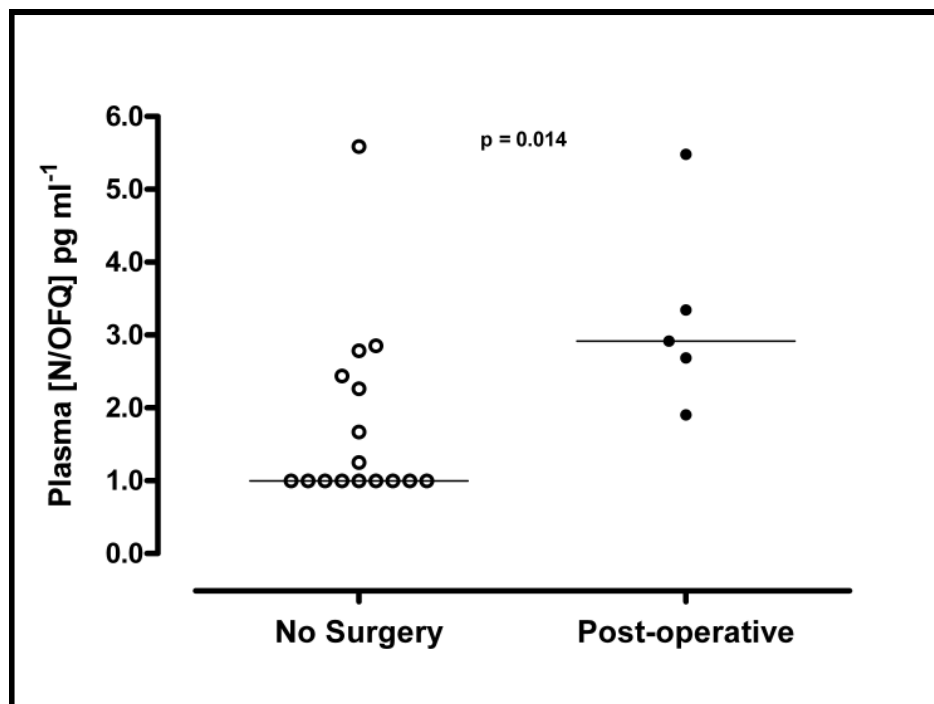 Plasma [N/OFQ] pg ml-1
6.0
5.0
4.0
3.0
2.0
1.0
0.0
p = 0.014
No Surgery
Post-operative